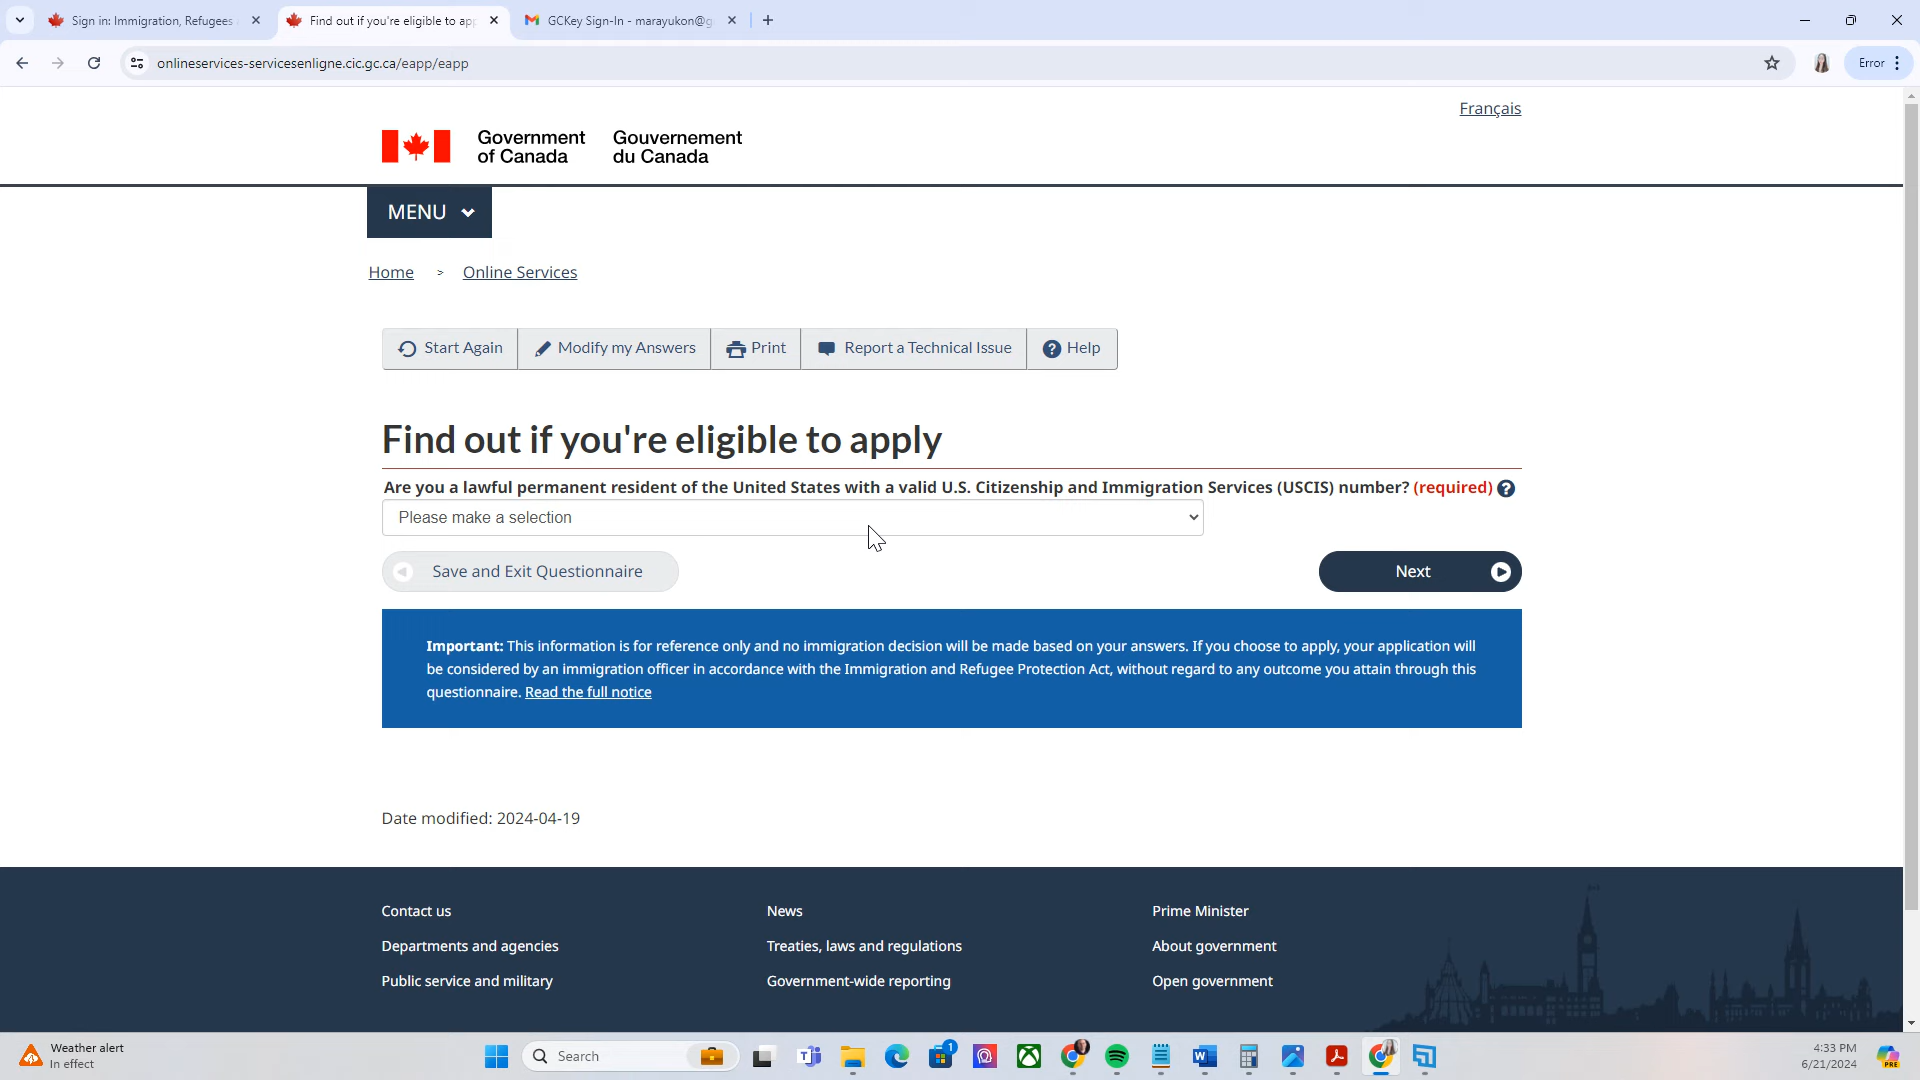 Sign in: Immigration, Refugees
Find out if you're eligible to app
GCKey Sign-In - marayukon@g
onlineservices-servicesenligne.cic.gc.ca/eapp/eapp
Error
Français
Government of Canada
Gouvernement du Canada
MENU
Home > Online Services
Start Again
Modify my Answers
Print
Report a Technical Issue
Help
Find out if you're eligible to apply
Are you a lawful permanent resident of the United States with a valid U.S. Citizenship and Immigration Services (USCIS) number? (required)
Please make a selection
Save and Exit Questionnaire
Next
Important: This information is for reference only and no immigration decision will be made based on your answers. If you choose to apply, your application will
be considered by an immigration officer in accordance with the Immigration and Refugee Protection Act, without regard to any outcome you attain through this
questionnaire. Read the full notice
Date modified: 2024-04-19
Contact us
News
Prime Minister
Departments and agencies
Treaties, laws and regulations
About government
Public service and military
Government-wide reporting
Open government
Weather alert
In effect
Search
1
4:33 PM
6/21/2024
PRE